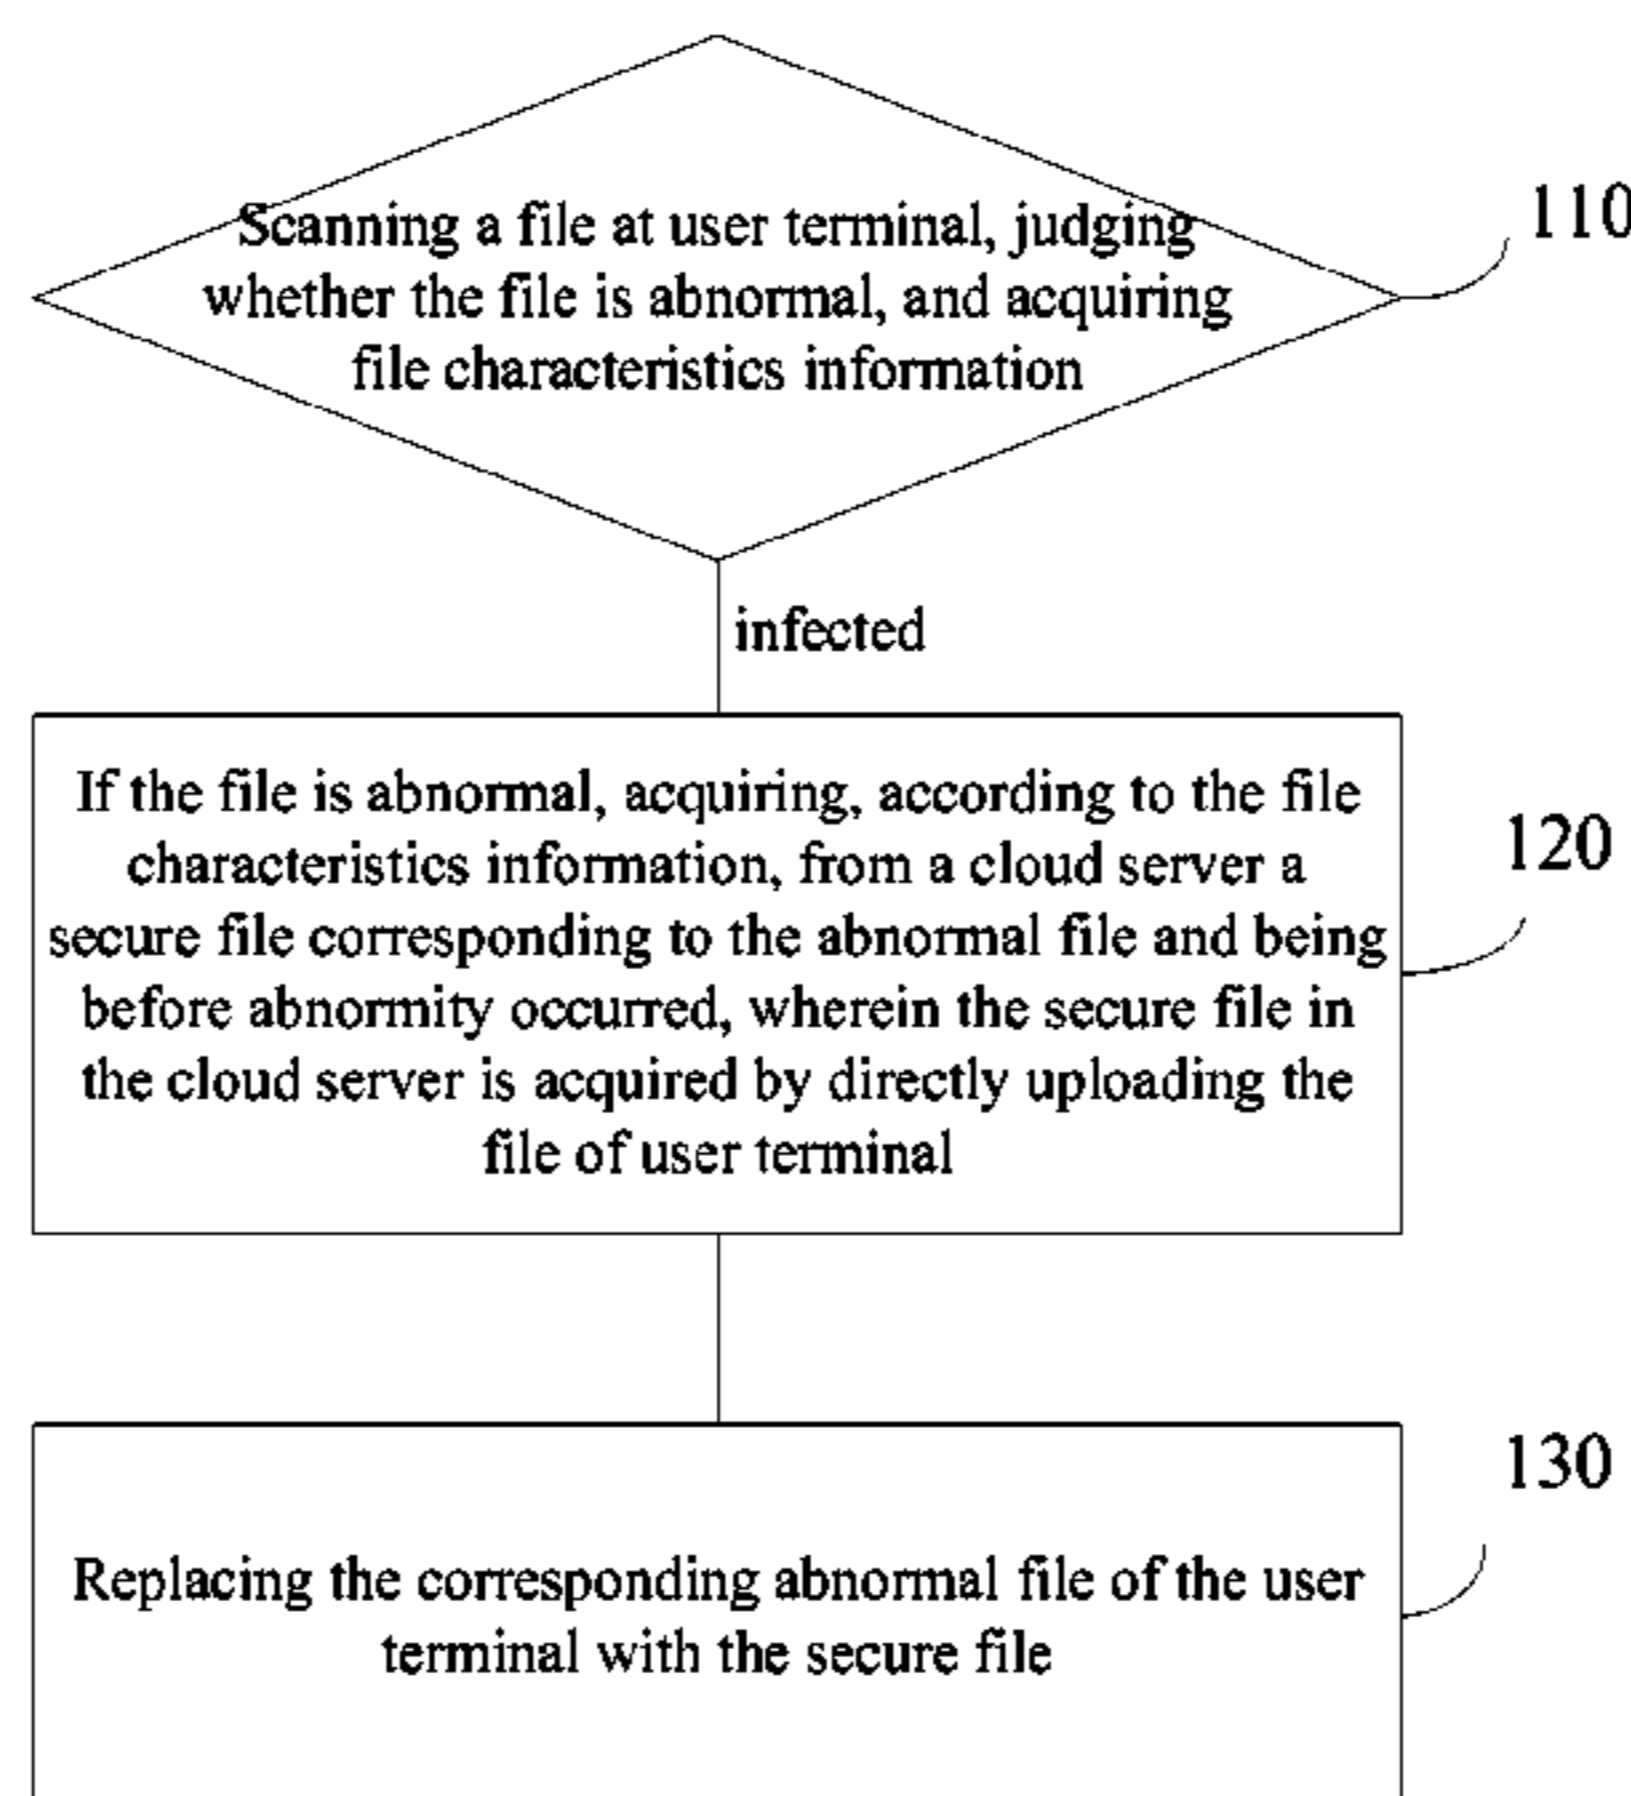 Scanning a file at user terminal, judging
whether the file is abnormal, and acquiring
file characteristics information
110
infected
If the file is abnormal, acquiring, according to the file
characteristics information, from a cloud server a
secure file corresponding to the abnormal file and being
before abnormity occurred, wherein the secure file in
the cloud server is acquired by directly uploading the
file of user terminal
120
Replacing the corresponding abnormal file of the user
terminal with the secure file
130